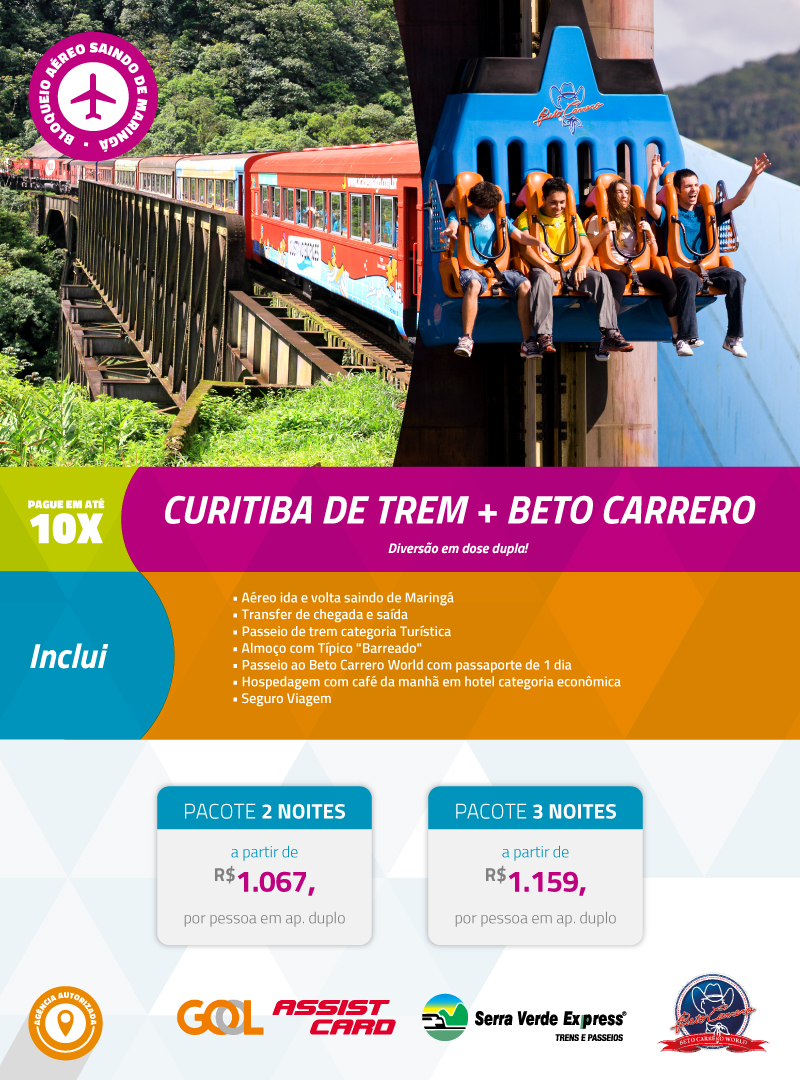 BLOQUEIO AÉREO SAINDO DE MARINGÁ •
Beto Carrero
PAGUE EM ATÉ
10X
CURITIBA DE TREM + BETO CARRERO
Diversão em dose dupla!
Inclui
▪ Aéreo ida e volta saindo de Maringá
▪ Transfer de chegada e saída
▪ Passeio de trem categoria Turística
▪ Almoço com Típico "Barreado"
▪ Passeio ao Beto Carrero World com passaporte de 1 dia
▪ Hospedagem com café da manhã em hotel categoria econômica
▪ Seguro Viagem
PACOTE 2 NOITES
a partir de
R$1.067,
por pessoa em ap. duplo
PACOTE 3 NOITES
a partir de
R$1.159,
por pessoa em ap. duplo
AGÊNCIA AUTORIZADA
GOL
ASSIST
CARD
Serra Verde Express®
TRENS E PASSEIOS
Beto Carrero
BETO CARRERO WORLD